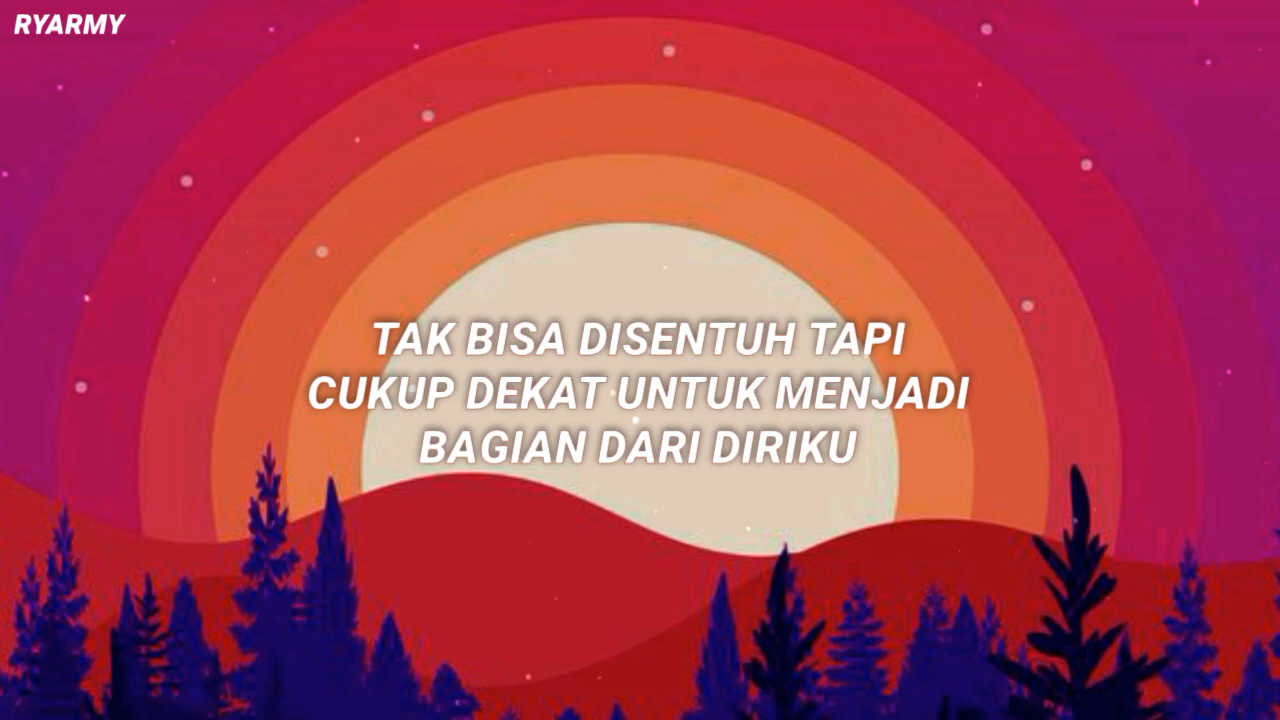 RYARMY
TAK BISA DISENTUH TAPI
CUKUP DEKAT UNTUK MENJADI
BAGIAN DARI DIRIKU